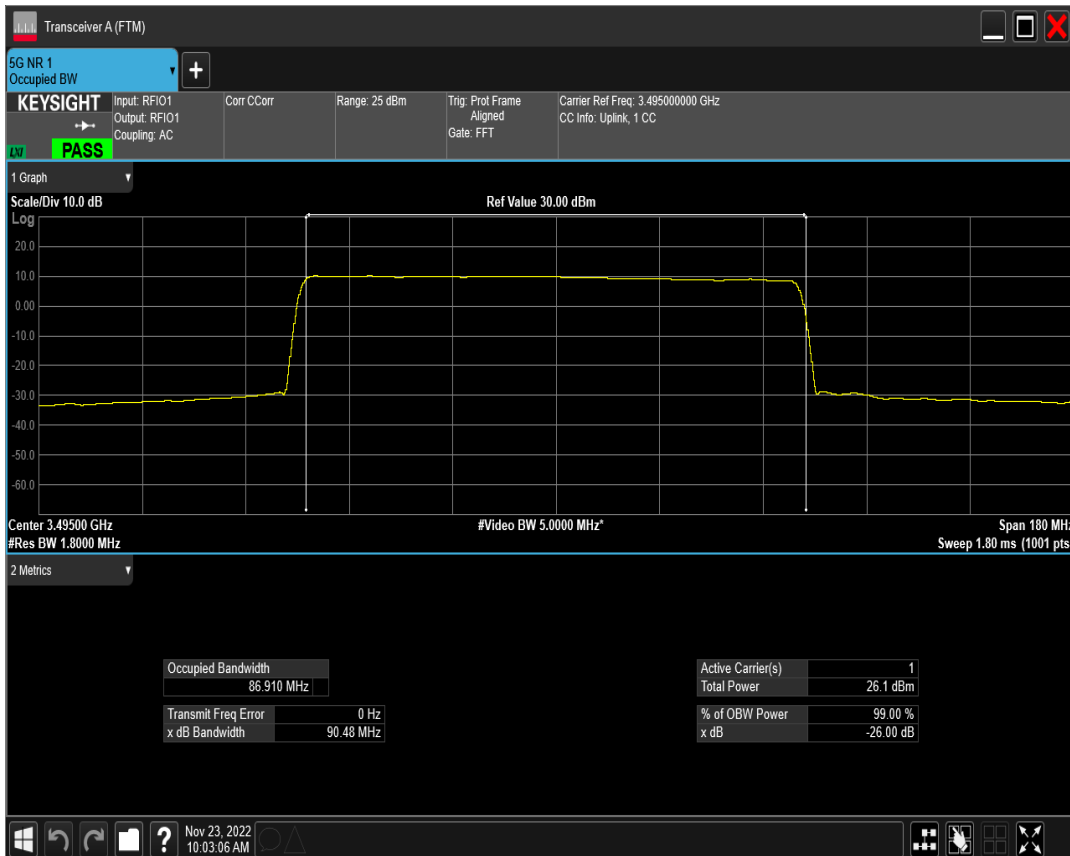 Transceiver A (FTM)
5G NR 1
Occupied BW
+
KEYSIGHT
LXI
PASS
Input: RFIO1
Output: RFIO1
Coupling: AC
Corr CCorr
Range: 25 dBm
Trig: Prot Frame
Aligned
Gate: FFT
Carrier Ref Freq: 3.495000000 GHz
CC Info: Uplink, 1 CC
1 Graph
Scale/Div 10.0 dB
Ref Value 30.00 dBm
Log
20.0
10.0
0.00
-10.0
-20.0
-30.0
-40.0
-50.0
-60.0
Center 3.49500 GHz
#Video BW 5.0000 MHz*
Span 180 MHz
#Res BW 1.8000 MHz
Sweep 1.80 ms (1001 pts
2 Metrics
Occupied Bandwidth
86.910 MHz
Transmit Freq Error 0 Hz
x dB Bandwidth 90.48 MHz
Active Carrier(s) 1
Total Power 26.1 dBm
% of OBW Power 99.00 %
x dB -26.00 dB
?
Nov 23, 2022
10:03:06 AM